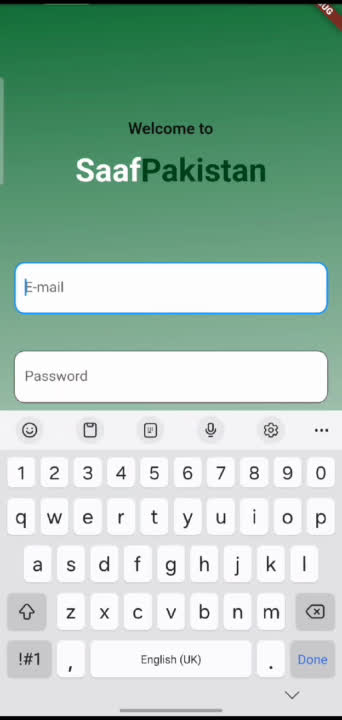 UG
Welcome to
SaafPakistan
E-mail
Password
1 2 3 4 5 6 7 8 9 0
q w e r t y u i o p
a s d f g h j k l
z x c v b n m
!#1 , English (UK) . Done